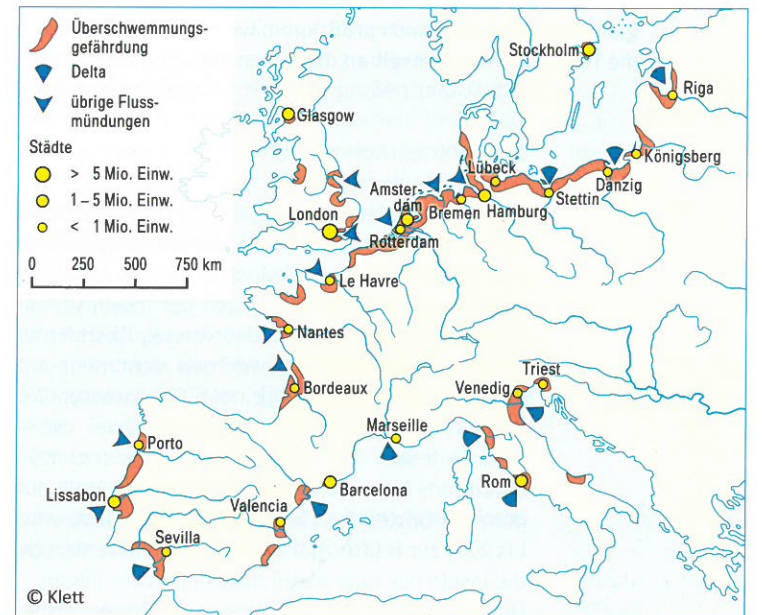 Überschwemmungs-
gefährdung
Delta
übrige Fluss-
mündungen
Städte
> 5 Mio. Einw.
1–5 Mio. Einw.
< 1 Mio. Einw.
0 250 500 750 km
Stockholm
Riga
Glasgow
Königsberg
Lübeck
Danzig
Amster-
dam
Stettin
Bremen
Hamburg
London
Rotterdam
Le Havre
Nantes
Bordeaux
Triest
Venedig
Marseille
Porto
Rom
Barcelona
Lissabon
Valencia
Sevilla
© Klett